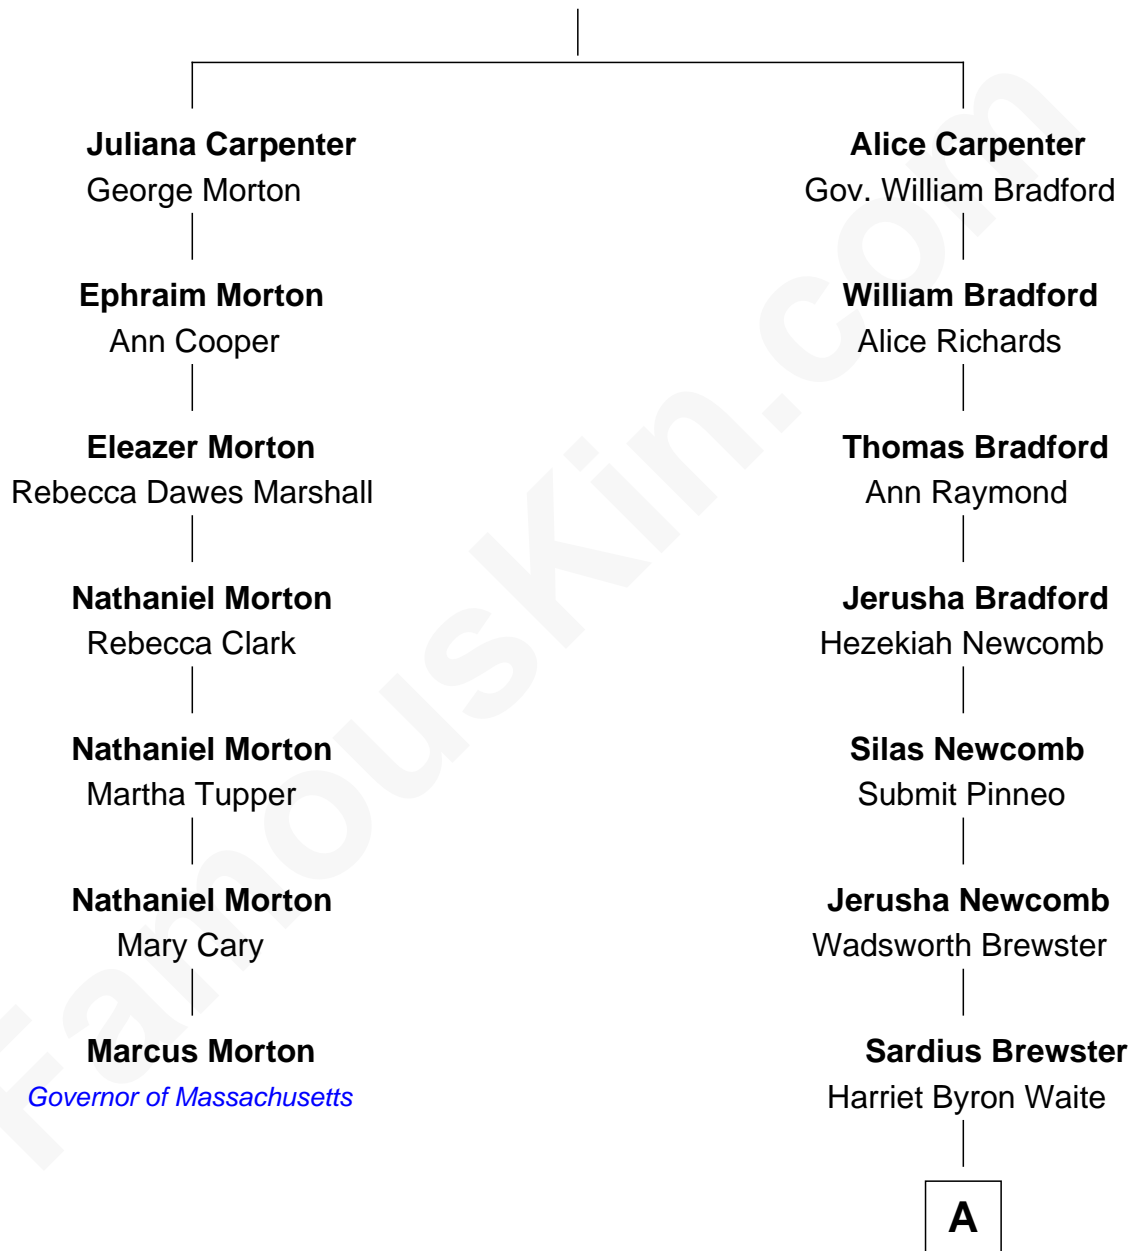 Juliana Carpenter
George Morton
Ephraim Morton
Ann Cooper
Eleazer Morton
Rebecca Dawes Marshall
Nathaniel Morton
Rebecca Clark
Nathaniel Morton
Martha Tupper
Nathaniel Morton
Mary Cary
Marcus Morton
Governor of Massachusetts
Alice Carpenter
Gov. William Bradford
William Bradford
Alice Richards
Thomas Bradford
Ann Raymond
Jerusha Bradford
Hezekiah Newcomb
Silas Newcomb
Submit Pinneo
Jerusha Newcomb
Wadsworth Brewster
Sardius Brewster
Harriet Byron Waite
A
FamousKin.com